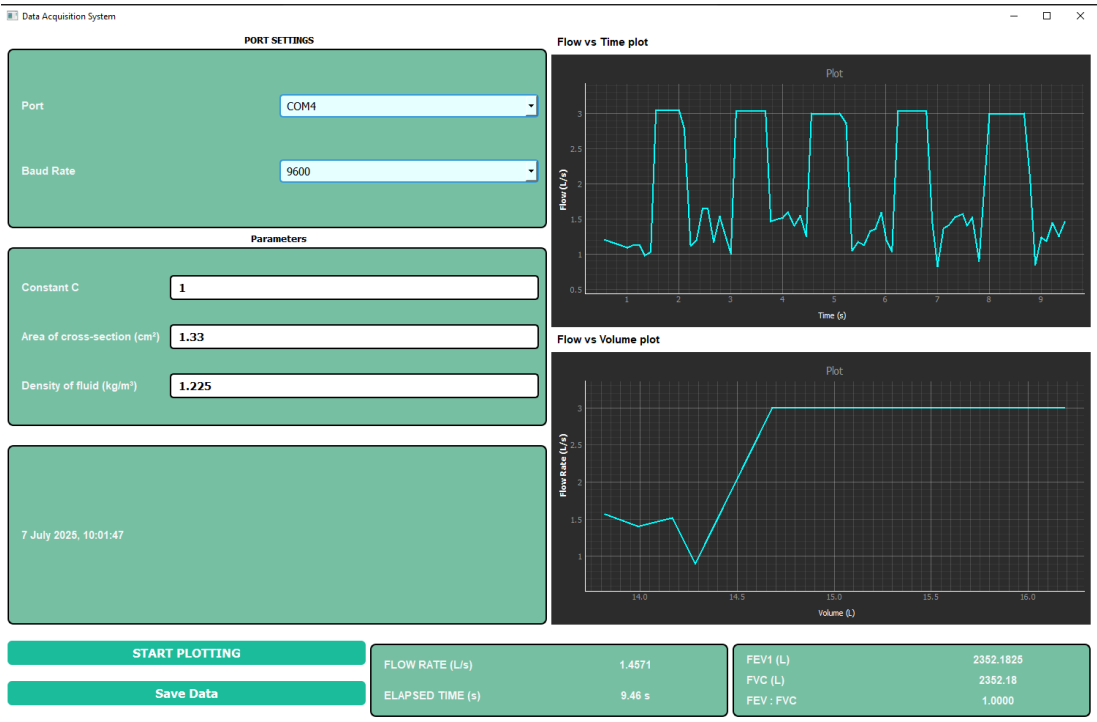 Data Acquisition System
PORT SETTINGS
Port
COM4
Baud Rate
9600
Parameters
Constant C
1
Area of cross-section (cm²)
1.33
Density of fluid (kg/m³)
1.225
7 July 2025, 10:01:47
START PLOTTING
Save Data
Flow vs Time plot
Plot
Flow (L/s)
3
2.5
2
1.5
1
0.5
1 2 3 4 5 6 7 8 9
Time (s)
Flow vs Volume plot
Plot
Flow Rate (L/s)
3
2.5
2
1.5
1
14.0 14.5 15.0 15.5 16.0
Volume (L)
FLOW RATE (L/s) 1.4571
ELAPSED TIME (s) 9.46 s
FEV1 (L) 2352.1825
FVC (L) 2352.18
FEV : FVC 1.0000